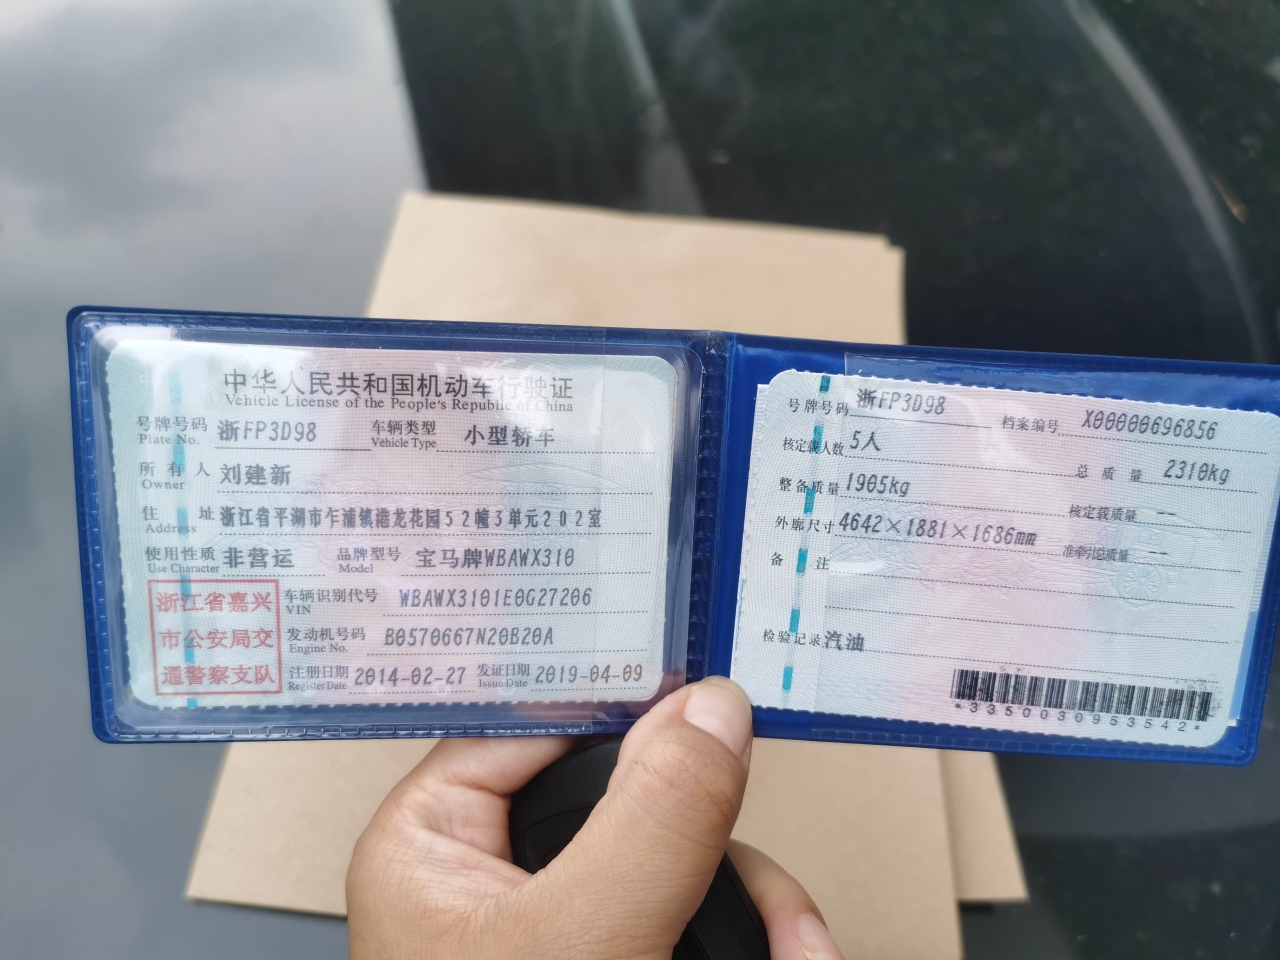 中华人民共和国机动车行驶证
Vehicle License of the People's Republic of China
号牌号码 浙FP3D98 车辆类型 小型轿车
Plate No. Vehicle Type
所有人 刘建新
Owner
住址 浙江省平湖市乍浦镇港龙花园52幢3单元202室
Address
使用性质 非营运 品牌型号 宝马牌WBAWX310
Use Character Model
浙江省嘉兴
市公安局交
通警察支队
车辆识别代号 WBAWX3101E0G27206
VIN
发动机号码 B0570667N20B20A
Engine No.
注册日期 2014-02-27 发证日期 2019-04-09
Register Date Issue Date
号牌号码 浙FP3D98 档案编号 X00000696856
核定载人数 5人 总质量 2310kg
整备质量 1905kg 核定载质量 --
外廓尺寸 4642×1881×1686mm 准牵引总质量 --
备注
检验记录 汽油
*3350030953542*